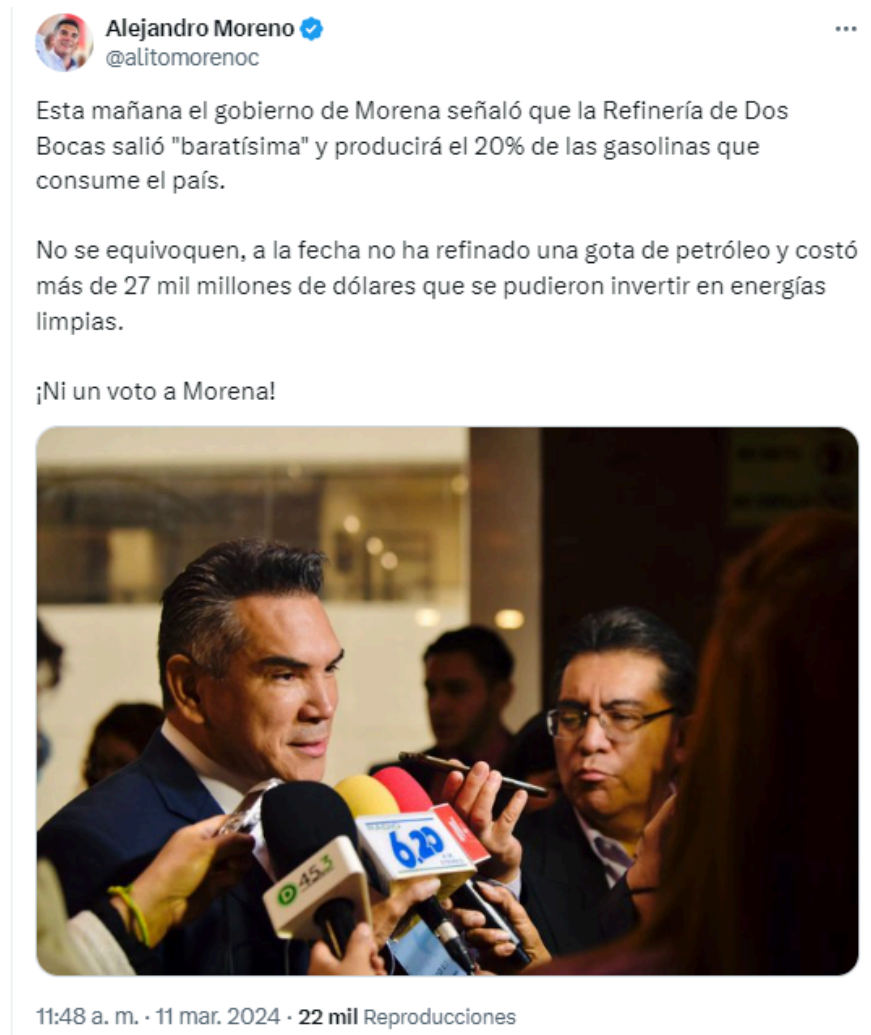 Alejandro Moreno
@alitomorenoc
Esta mañana el gobierno de Morena señaló que la Refinería de Dos
Bocas salió "baratísima" y producirá el 20% de las gasolinas que
consume el país.
No se equivoquen, a la fecha no ha refinado una gota de petróleo y costó
más de 27 mil millones de dólares que se pudieron invertir en energías
limpias.
¡Ni un voto a Morena!
RADIO
6.20
45.3
11:48 a. m. · 11 mar. 2024 · 22 mil Reproducciones